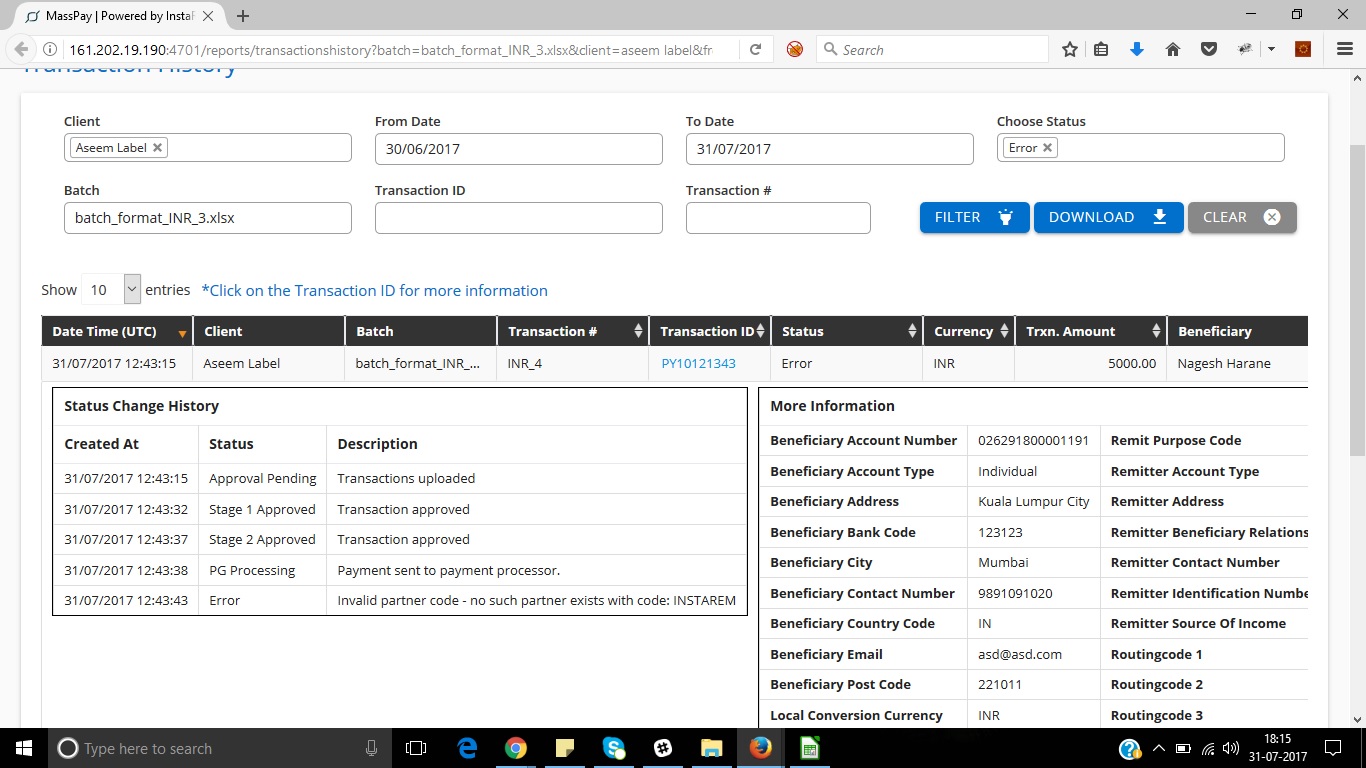 MassPay | Powered by InstaR
161.202.19.190:4701/reports/transactionshistory?batch=batch_format_INR_3.xlsx&client=aseem label&fr
Search
Transaction History
Client From Date To Date Choose Status
Aseem Label 30/06/2017 31/07/2017 Error
Batch Transaction ID Transaction #
batch_format_INR_3.xlsx FILTER DOWNLOAD CLEAR
Show 10 entries *Click on the Transaction ID for more information
Date Time (UTC) Client Batch Transaction # Transaction ID Status Currency Trxn. Amount Beneficiary
31/07/2017 12:43:15 Aseem Label batch_format_INR_... INR_4 PY10121343 Error INR 5000.00 Nagesh Harane
Status Change History
Created At Status Description
31/07/2017 12:43:15 Approval Pending Transactions uploaded
31/07/2017 12:43:32 Stage 1 Approved Transaction approved
31/07/2017 12:43:37 Stage 2 Approved Transaction approved
31/07/2017 12:43:38 PG Processing Payment sent to payment processor.
31/07/2017 12:43:43 Error Invalid partner code - no such partner exists with code: INSTAREM
More Information
Beneficiary Account Number 026291800001191 Remit Purpose Code
Beneficiary Account Type Individual Remitter Account Type
Beneficiary Address Kuala Lumpur City Remitter Address
Beneficiary Bank Code 123123 Remitter Beneficiary Relations
Beneficiary City Mumbai Remitter Contact Number
Beneficiary Contact Number 9891091020 Remitter Identification Numbe
Beneficiary Country Code IN Remitter Source Of Income
Beneficiary Email asd@asd.com Routingcode 1
Beneficiary Post Code 221011 Routingcode 2
Local Conversion Currency INR Routingcode 3
Type here to search
18:15
31-07-2017